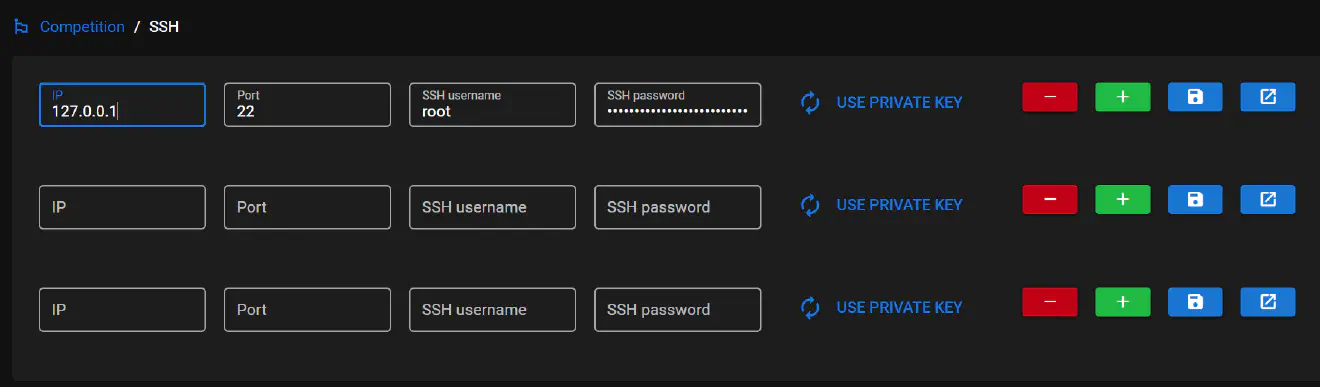 Competition / SSH
IP Port SSH username SSH password
127.0.0.1 22 root •••••••••••••••••••••••••• USE PRIVATE KEY − +
IP Port SSH username SSH password USE PRIVATE KEY − +
IP Port SSH username SSH password USE PRIVATE KEY − +